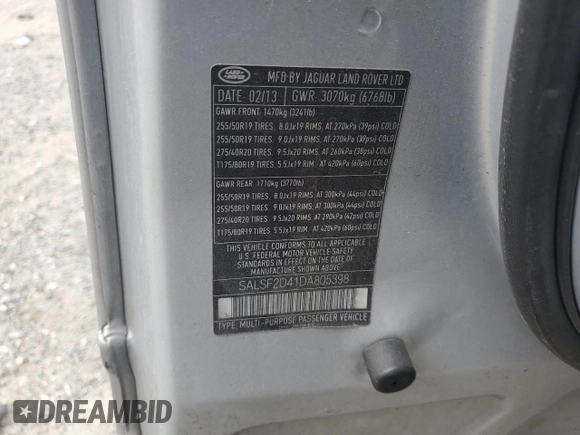 LAND ROVER
MFD BY JAGUAR LAND ROVER LTD
DATE 02/13 GWR 3070kg (6768lb)
GAWR FRONT 1470kg (3241lb)
255/50R19 TIRES. 8.0Jx19 RIMS. AT 270kPa (39psi) COLD
255/50R19 TIRES. 9.0Jx19 RIMS. AT 270kPa (39psi) COLD
275/40R20 TIRES. 9.5Jx20 RIMS. AT 260kPa (38psi) COLD
T175/80R19 TIRES. 5.5Jx19 RIM. AT 420kPa (60psi) COLD
GAWR REAR 1710kg (3770lb)
255/50R19 TIRES. 8.0Jx19 RIMS. AT 300kPa (44psi) COLD
255/50R19 TIRES. 9.0Jx19 RIMS. AT 300kPa (44psi) COLD
275/40R20 TIRES. 9.5Jx20 RIMS. AT 290kPa (42psi) COLD
T175/80R19 TIRES. 5.5Jx19 RIM. AT 420kPa (60psi) COLD
THIS VEHICLE CONFORMS TO ALL APPLICABLE
U.S. FEDERAL MOTOR VEHICLE SAFETY
STANDARDS IN EFFECT ON THE DATE OF
MANUFACTURE SHOWN ABOVE
SALSF2D41DA805398
TYPE: MULTI-PURPOSE PASSENGER VEHICLE
DREAMBID